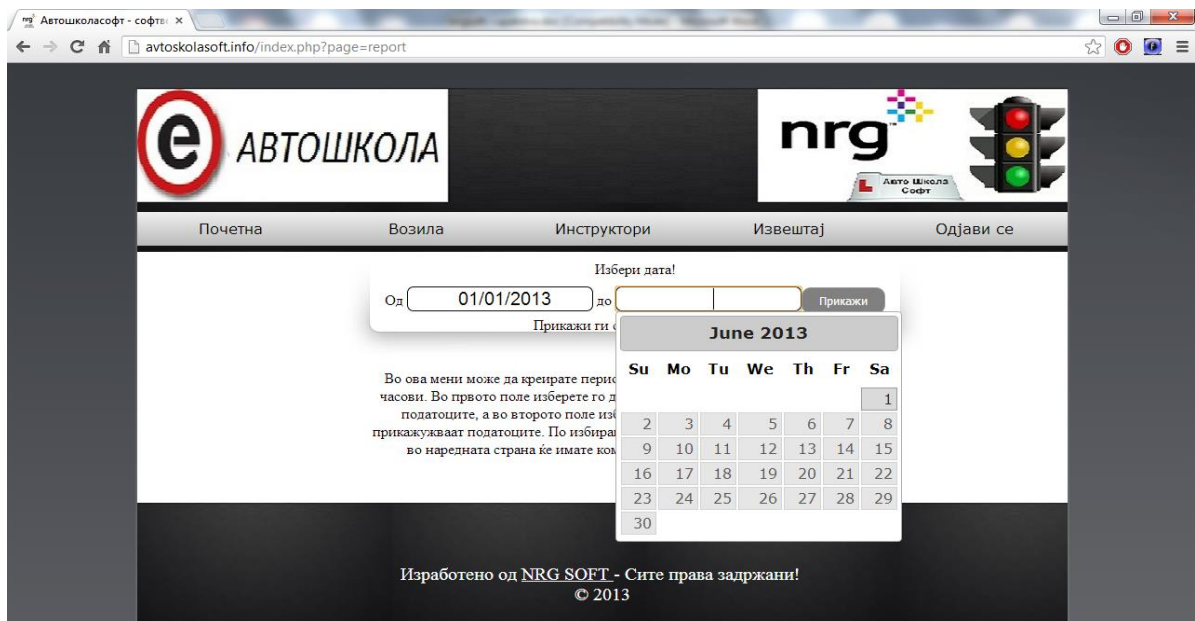 Автошколасофт - софтв
avtoskolasoft.info/index.php?page=report
e АВТОШКОЛА
nrg
L Авто Школа
Софт
Почетна Возила Инструктори Извештај Одјави се
Избери дата!
Од 01/01/2013 до Прикажи
Прикажи ги
June 2013
Su Mo Tu We Th Fr Sa
1
2 3 4 5 6 7 8
9 10 11 12 13 14 15
16 17 18 19 20 21 22
23 24 25 26 27 28 29
30
Во ова мени може да креирате перио
часови. Во првото поле изберете го д
податоците, а во второто поле из
прикажукваат податоците. По избира
во наредната страна ќе имате ком
Изработено од NRG SOFT - Сите права задржани!
© 2013